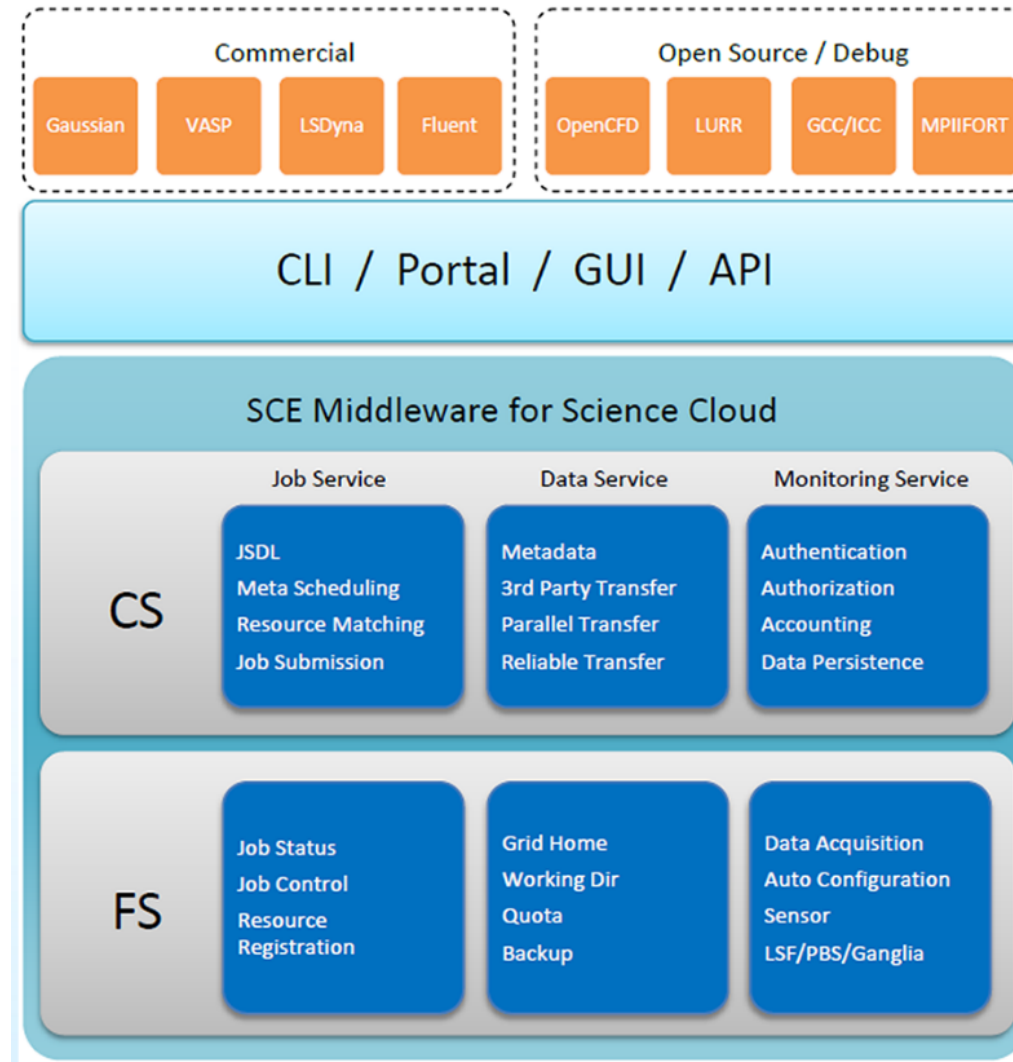 Commercial
Gaussian
VASP
LSDyna
Fluent
Open Source / Debug
OpenCFD
LURR
GCC/ICC
MPIIFORT
CLI / Portal / GUI / API
SCE Middleware for Science Cloud
Job Service
Data Service
Monitoring Service
CS
JSDL
Meta Scheduling
Resource Matching
Job Submission
Metadata
3rd Party Transfer
Parallel Transfer
Reliable Transfer
Authentication
Authorization
Accounting
Data Persistence
FS
Job Status
Job Control
Resource
Registration
Grid Home
Working Dir
Quota
Backup
Data Acquisition
Auto Configuration
Sensor
LSF/PBS/Ganglia